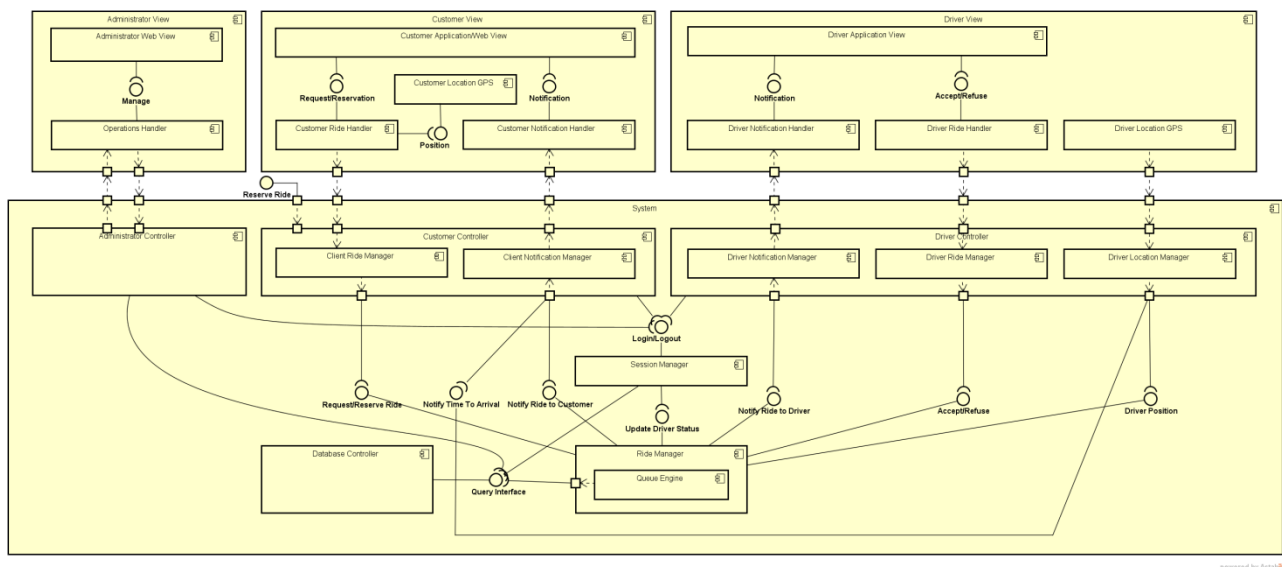 Administrator View
Customer View
Driver View
Administrator Web View
Customer Application/Web View
Driver Application View
Manage
Request/Reservation
Customer Location GPS
Notification
Notification
Accept/Refuse
Operations Handler
Customer Ride Handler
Position
Customer Notification Handler
Driver Notification Handler
Driver Ride Handler
Driver Location GPS
Reserve Ride
System
Administrator Controller
Customer Controller
Driver Controller
Client Ride Manager
Client Notification Manager
Driver Notification Manager
Driver Ride Manager
Driver Location Manager
Login/Logout
Session Manager
Request/Reserve Ride
Notify Time To Arrival
Notify Ride to Customer
Notify Ride to Driver
Accept/Refuse
Driver Position
Update Driver Status
Database Controller
Ride Manager
Queue Engine
Query Interface